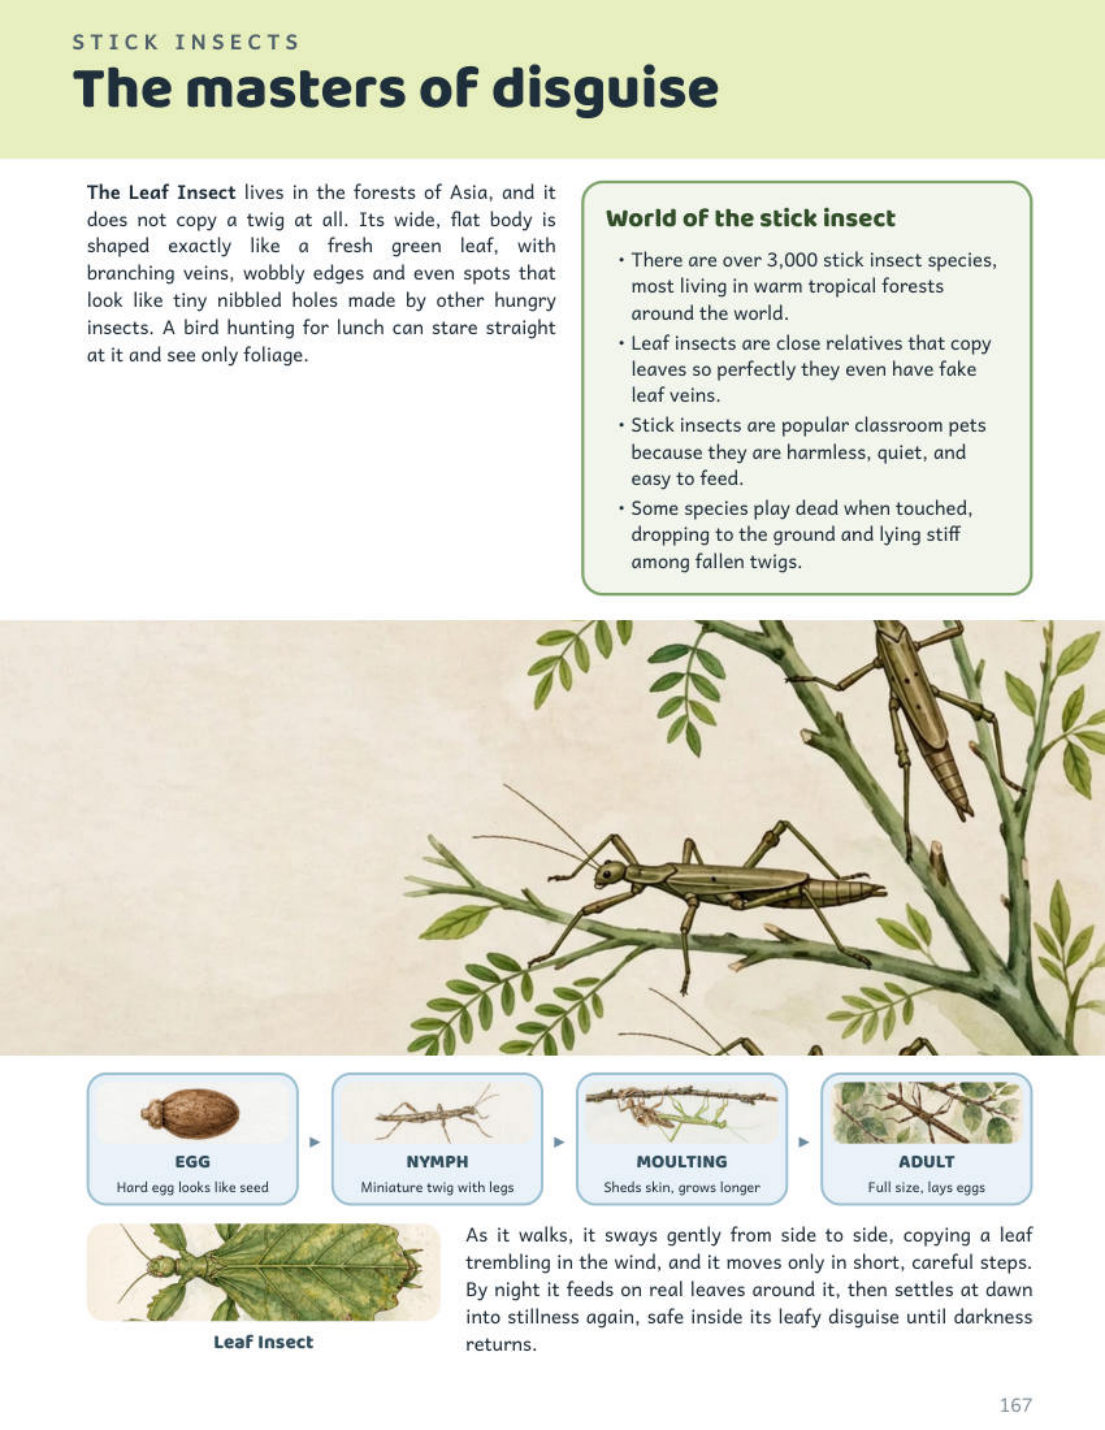 STICK INSECTS
The masters of disguise
The Leaf Insect lives in the forests of Asia, and it
does not copy a twig at all. Its wide, flat body is
shaped exactly like a fresh green leaf, with
branching veins, wobbly edges and even spots that
look like tiny nibbled holes made by other hungry
insects. A bird hunting for lunch can stare straight
at it and see only foliage.
World of the stick insect
• There are over 3,000 stick insect species,
most living in warm tropical forests
around the world.
• Leaf insects are close relatives that copy
leaves so perfectly they even have fake
leaf veins.
• Stick insects are popular classroom pets
because they are harmless, quiet, and
easy to feed.
• Some species play dead when touched,
dropping to the ground and lying stiff
among fallen twigs.
EGG
Hard egg looks like seed
NYMPH
Miniature twig with legs
MOULTING
Sheds skin, grows longer
ADULT
Full size, lays eggs
Leaf Insect
As it walks, it sways gently from side to side, copying a leaf
trembling in the wind, and it moves only in short, careful steps.
By night it feeds on real leaves around it, then settles at dawn
into stillness again, safe inside its leafy disguise until darkness
returns.
167